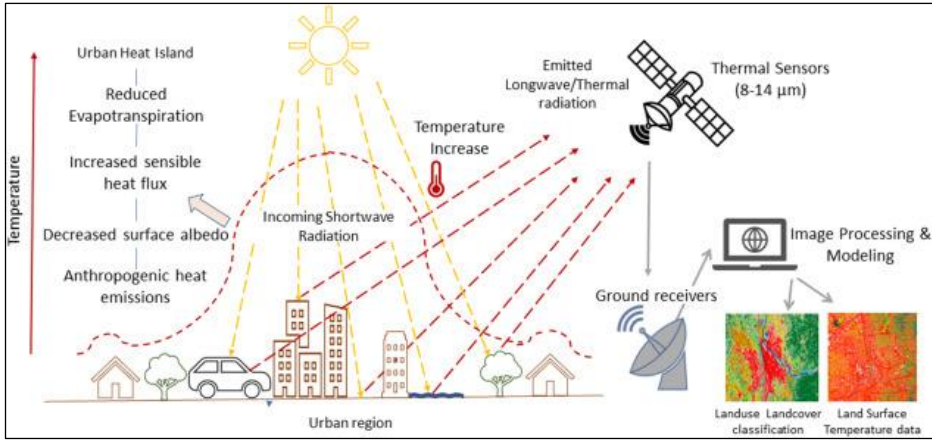 Urban Heat Island
Reduced
Evapotranspiration
Increased sensible
heat flux
Decreased surface albedo
Anthropogenic heat
emissions
Temperature
Incoming Shortwave
Radiation
Temperature
Increase
Emitted
Longwave/Thermal
radiation
Thermal Sensors
(8-14 μm)
Ground receivers
Image Processing &
Modeling
Landuse Landcover
classification
Land Surface
Temperature data
Urban region